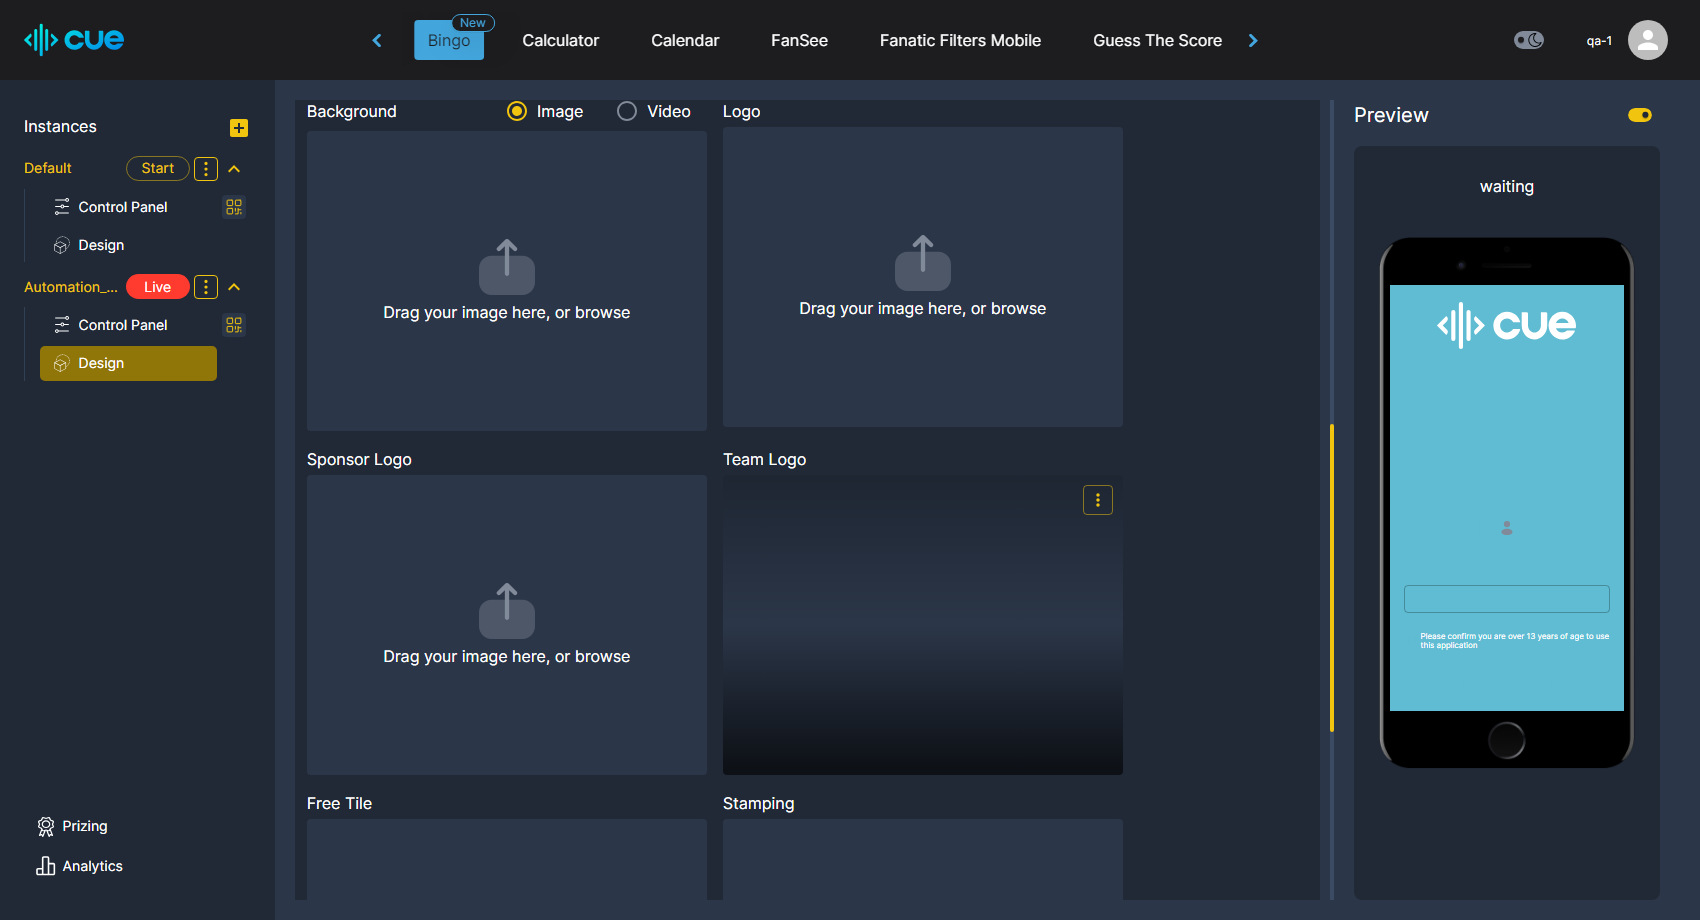 cue
New
Bingo
Calculator
Calendar
FanSee
Fanatic Filters Mobile
Guess The Score
qa-1
Instances
Default
Start
Control Panel
Design
Automation_...
Live
Control Panel
Design
Prizing
Analytics
Background
Image
Video
Logo
Drag your image here, or browse
Drag your image here, or browse
Sponsor Logo
Team Logo
Drag your image here, or browse
Free Tile
Stamping
Preview
waiting
cue
Please confirm you are over 13 years of age to use
this application